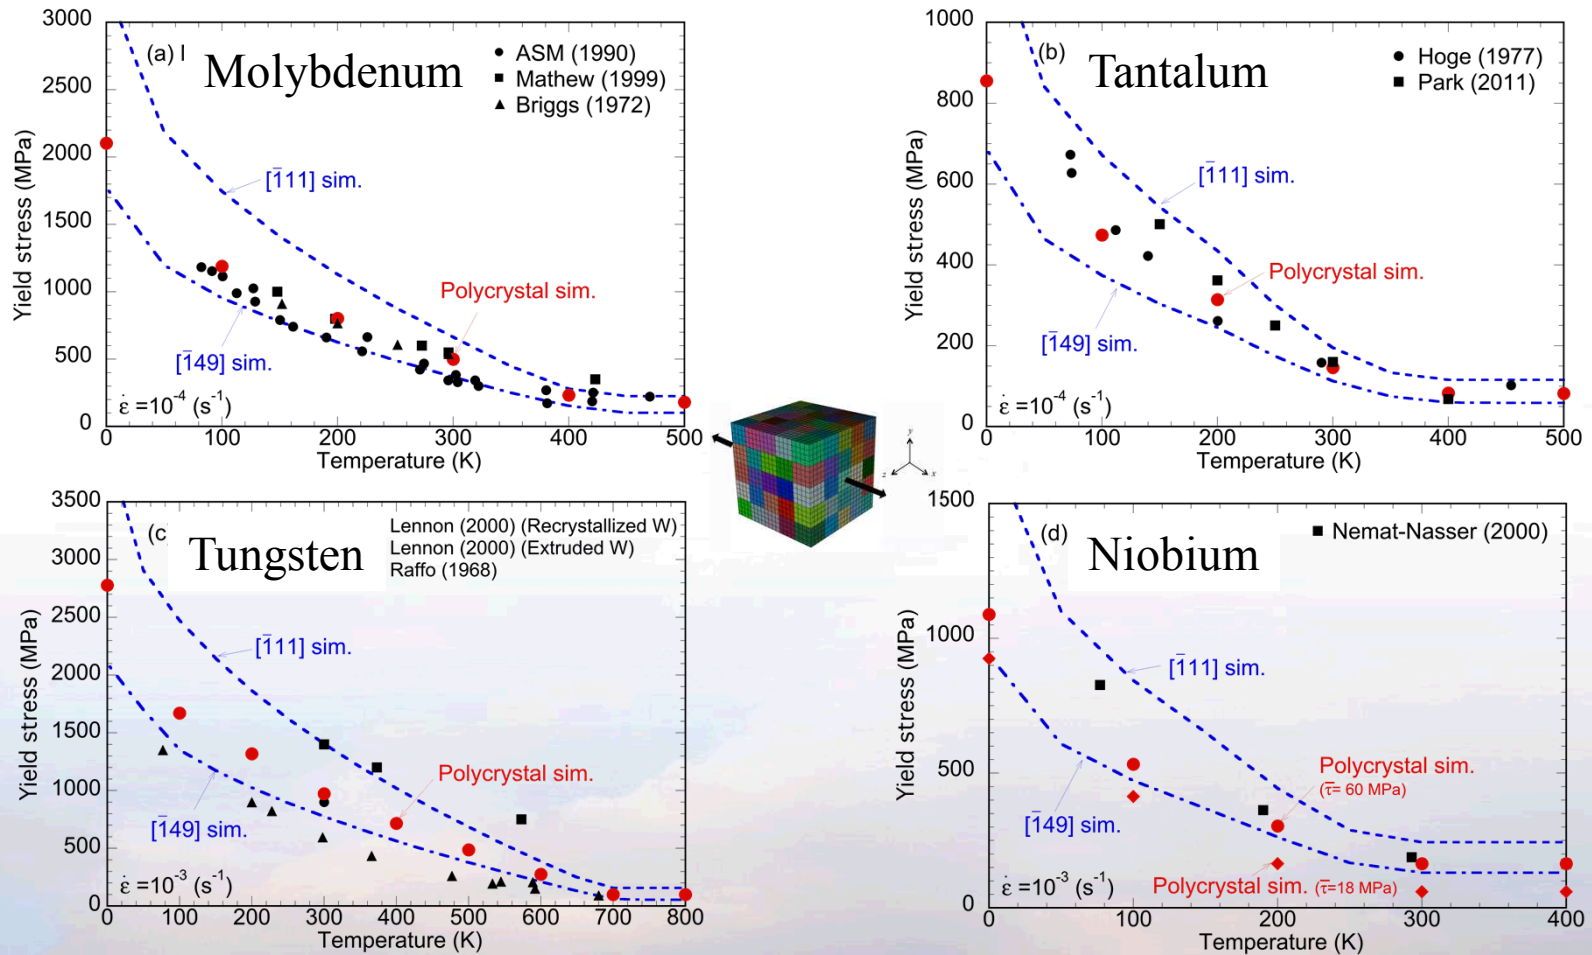 (a) I
Molybdenum
ASM (1990)
Mathew (1999)
Briggs (1972)
Yield stress (MPa)
3000
2500
2000
1500
1000
500
0
[1̄11] sim.
Polycrystal sim.
[1̄49] sim.
ε̇ =10⁻⁴ (s⁻¹)
0 100 200 300 400 500
Temperature (K)
(b)
Tantalum
Hoge (1977)
Park (2011)
Yield stress (MPa)
1000
800
600
400
200
0
[1̄11] sim.
Polycrystal sim.
[1̄49] sim.
ε̇ =10⁻⁴ (s⁻¹)
0 100 200 300 400 500
Temperature (K)
y
z
x
(c
Tungsten
Lennon (2000) (Recrystallized W)
Lennon (2000) (Extruded W)
Raffo (1968)
Yield stress (MPa)
3500
3000
2500
2000
1500
1000
500
0
[1̄11] sim.
Polycrystal sim.
[1̄49] sim.
ε̇ =10⁻³ (s⁻¹)
0 100 200 300 400 500 600 700 800
Temperature (K)
(d)
Niobium
Nemat-Nasser (2000)
Yield stress (MPa)
1500
1000
500
0
[1̄11] sim.
Polycrystal sim.
(τ̄= 60 MPa)
[1̄49] sim.
Polycrystal sim. (τ̄=18 MPa)
ε̇ =10⁻³ (s⁻¹)
0 100 200 300 400
Temperature (K)